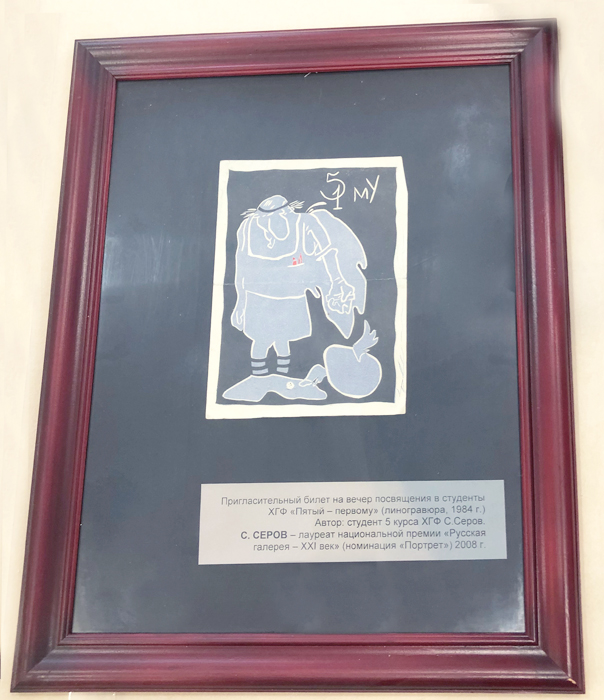 5
1 му
Пригласительный билет на вечер посвящения в студенты
ХГФ «Пятый – первому» (линогравюра, 1984 г.)
Автор: студент 5 курса ХГФ С.Серов.
С. СЕРОВ – лауреат национальной премии «Русская
галерея – XXI век» (номинация «Портрет») 2008 г.